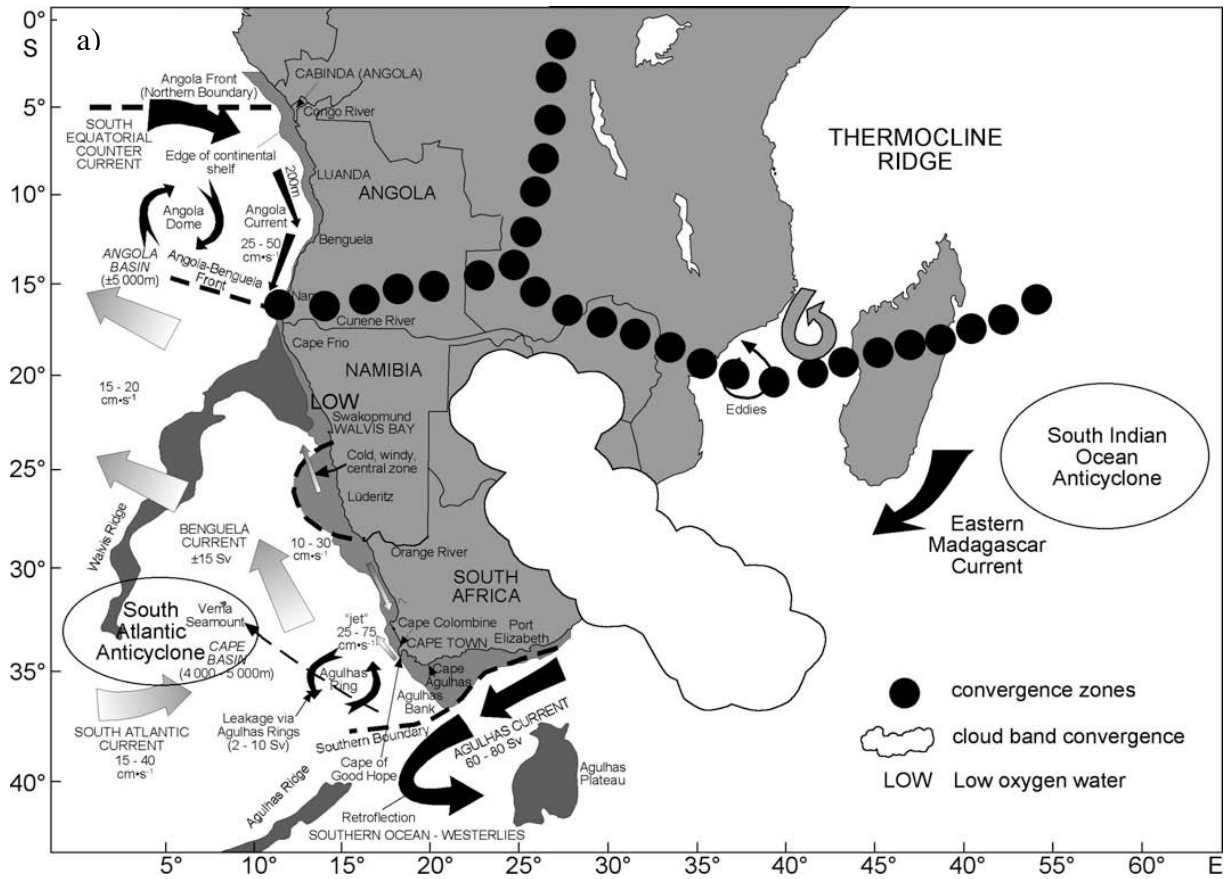 a)
0°
S
5°
10°
15°
20°
25°
30°
35°
40°
5°
10°
15°
20°
25°
30°
35°
40°
45°
40°
55°
60°
E
Angola Front
(Northern Boundary)
CABINDA (ANGOLA)
Congo River
SOUTH
EQUATORIAL
COUNTER
CURRENT
Edge of continental
shelf
200m
LUANDA
ANGOLA
Angola
Dome
Angola
Current
25 - 50
cm•s⁻¹
Benguela
ANGOLA
BASIN
(±5 000m)
Angola-Benguela
Front
Cunene River
Cape Frio
NAMIBIA
15 - 20
cm•s⁻¹
LOW
Swakopmund
WALVIS BAY
Cold, windy,
central zone
Lüderitz
Walvis Ridge
BENGUELA
CURRENT
±15 Sv
10 - 30
cm•s⁻¹
Orange River
SOUTH
AFRICA
South
Atlantic
Anticyclone
Vema
Seamount
CAPE
BASIN
(4 000 - 5 000m)
"jet"
25 - 75
cm•s⁻¹
Cape Colombine
CAPE TOWN
Port
Elizabeth
Cape
Agulhas
Agulhas
Bank
Agulhas
Ring
Leakage via
Agulhas Rings
(2 - 10 Sv)
SOUTH ATLANTIC
CURRENT
15 - 40
cm•s⁻¹
Southern Boundary
Cape of
Good Hope
AGULHAS CURRENT
60 - 80 Sv
Agulhas Ridge
Retroflection
SOUTHERN OCEAN - WESTERLIES
Agulhas
Plateau
THERMOCLINE
RIDGE
Eddies
South Indian
Ocean
Anticyclone
Eastern
Madagascar
Current
convergence zones
cloud band convergence
LOW Low oxygen water